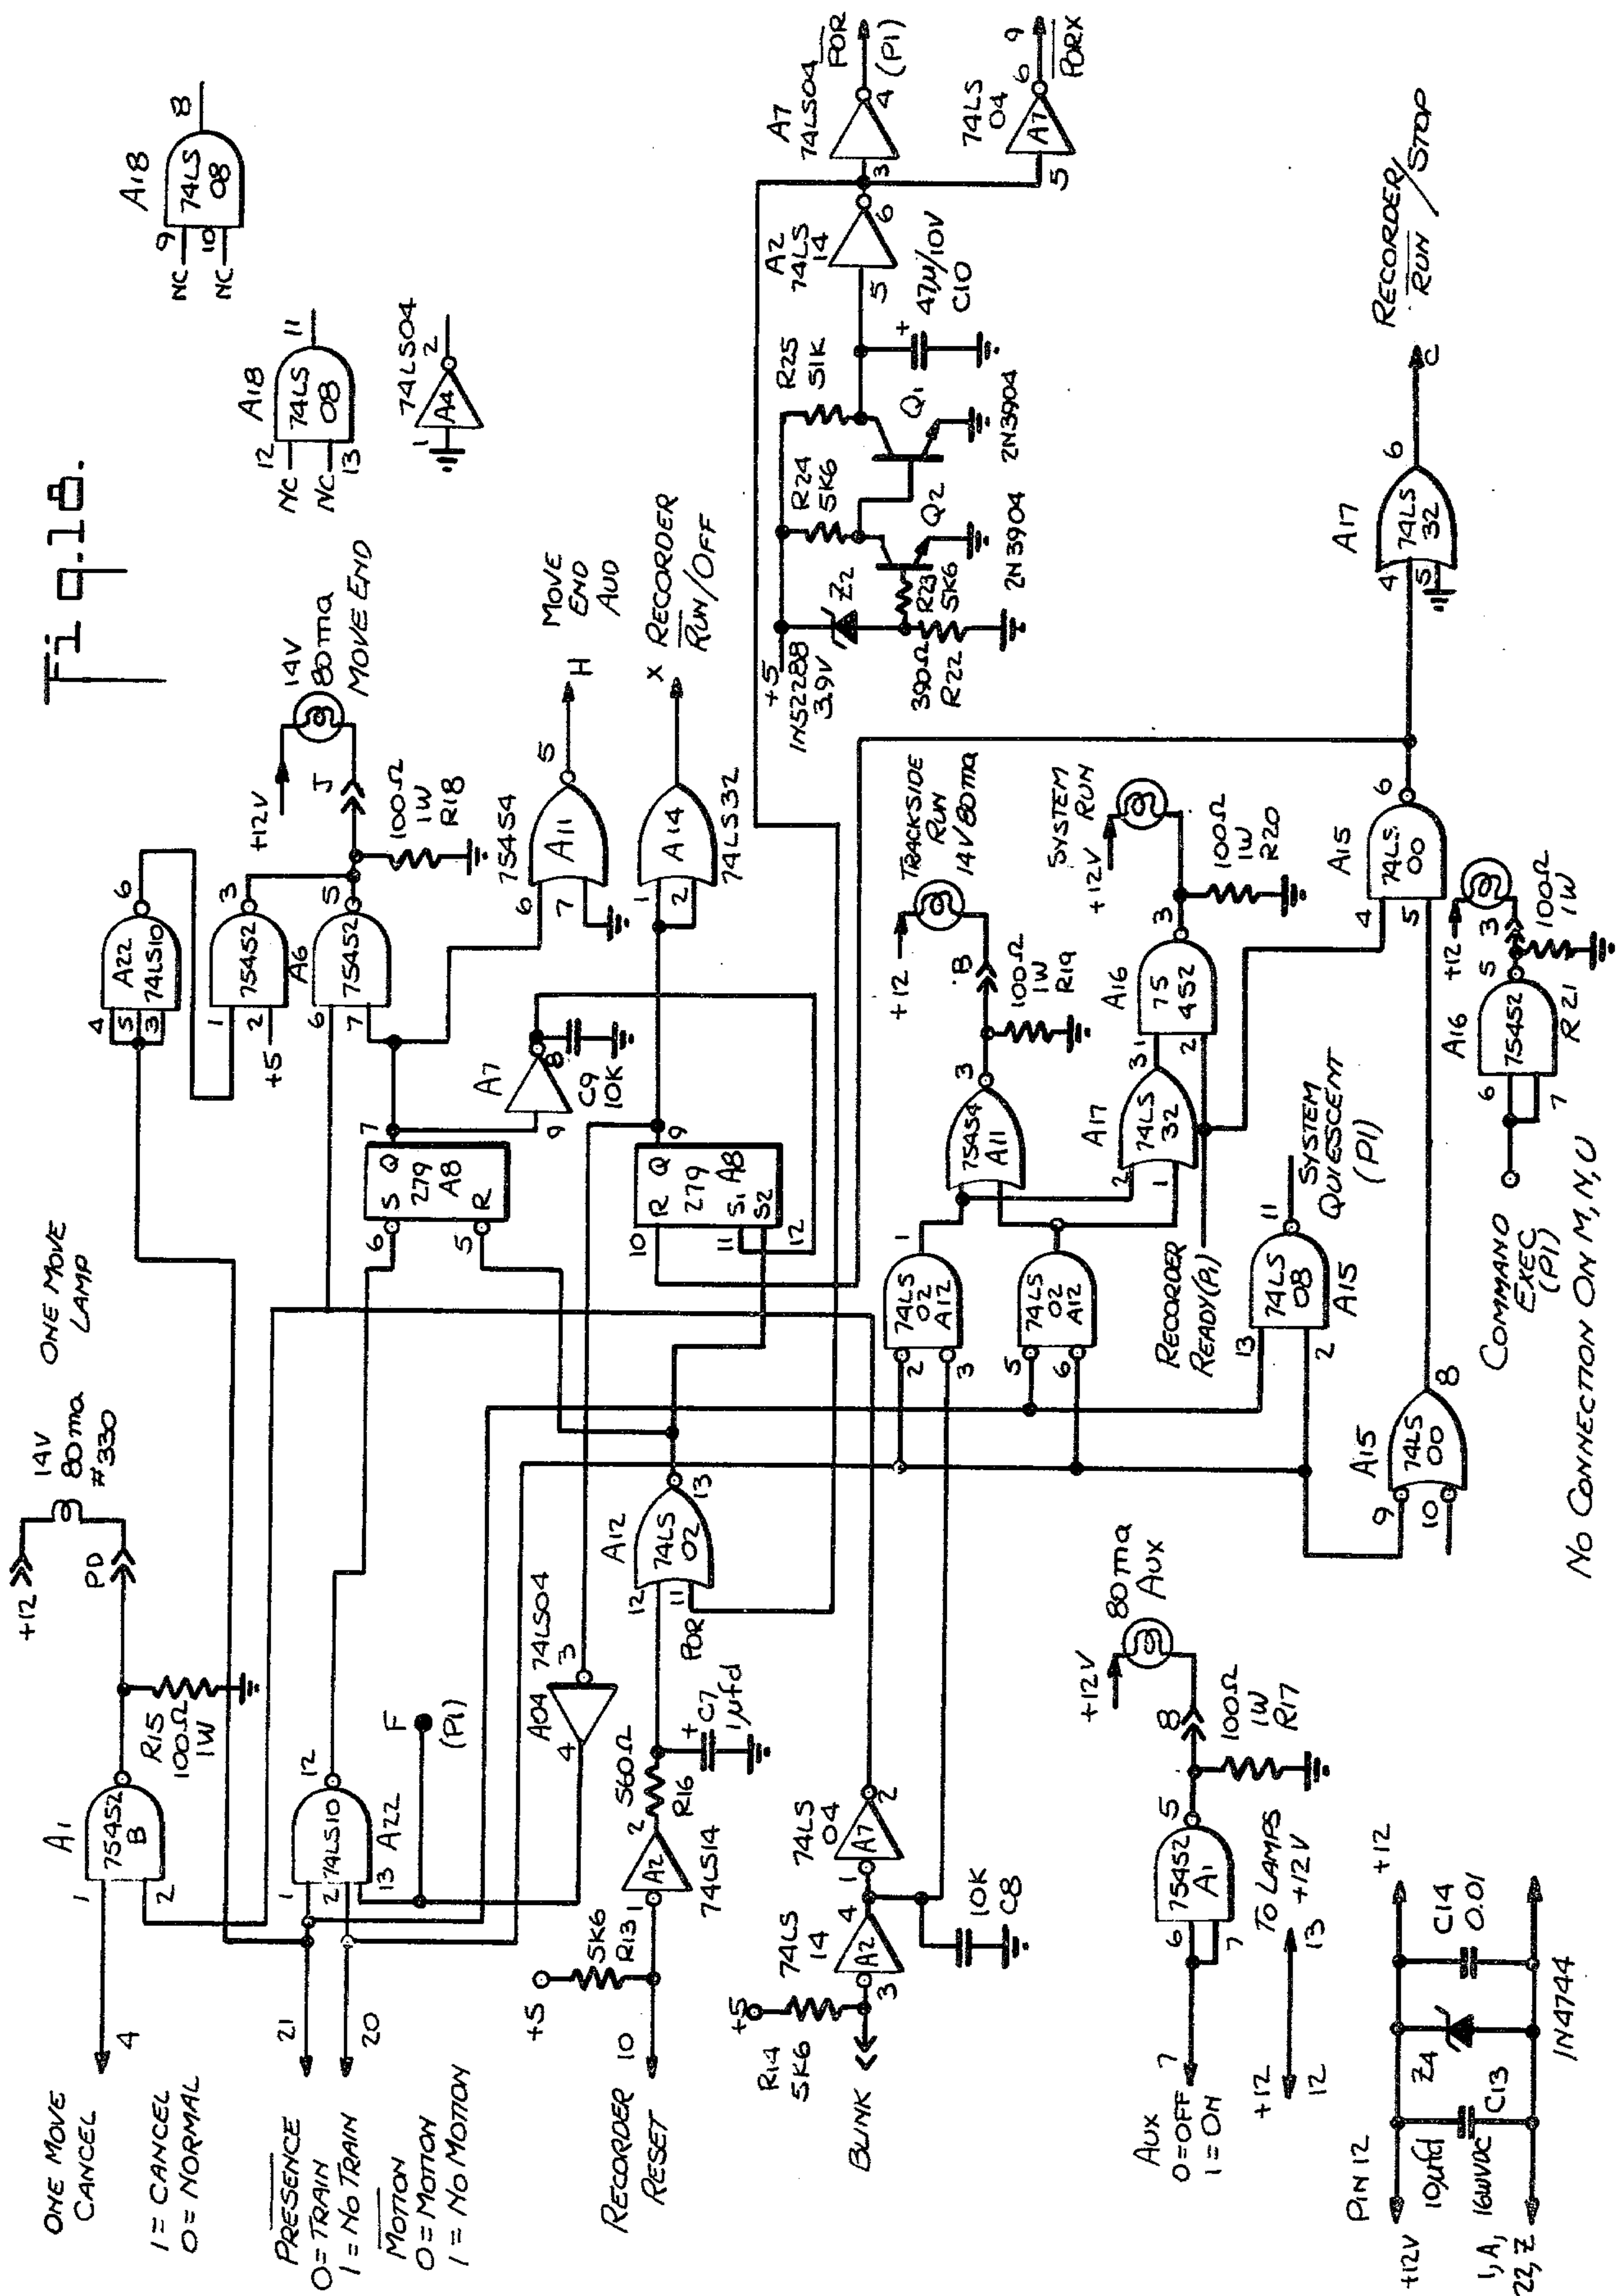 Fig. 10.
ONE MOVE
CANCEL
1 = CANCEL
0 = NORMAL
4
1
2
A1
75452
B
R15
100Ω
1W
PD
+12
14V
80ma
#330
ONE MOVE
LAMP
PRESENCE
0 = TRAIN
1 = NO TRAIN
MOTION
0 = MOTION
1 = NO MOTION
21
20
1
2
13
74LS10
A22
12
F
(P1)
4
A04
74LS04
3
RECORDER
RESET
10
+5
5K6
R13
1
A2
2
74LS14
560Ω
R16
C7
1µfd
12
11
POR
A12
74LS
02
13
BLINK
R14
5K6
+5
3
A2
4
74LS
14
10K
C8
1
A7
2
74LS
04
6
5
S Q
279
A8
R
7
9
A7
8
C9
10K
10
11
12
R Q
279
S1 A8
S2
9
4
5
3
A22
74LS10
6
1
2
+5
75452
3
6
7
A6
75452
5
+12V
J
14V
80ma
MOVE END
100Ω
1W
R18
6
7
75454
A11
5
H
MOVE
END
AUD
1
2
A14
74LS32
X RECORDER
RUN/OFF
A18
12
NC
NC
13
74LS
08
11
A18
9
NC
NC
10
74LS
08
8
74LS04
1
A4
2
+5
1N5228B
3.9V
Z2
390Ω
R22
R23
5K6
R24
5K6
Q2
2N3904
R25
51K
Q1
2N3904
47µ/10V
C10
+
5
A2
74LS
14
6
A7
74LS04
3
4
POR
(P1)
74LS
04
5
A7
6
9
PORX
2
3
74LS
02
A12
1
5
6
74LS
02
A12
75454
A11
3
+12
B
TRACKSIDE
RUN
14V 80ma
100Ω
1W
R19
2
1
A17
74LS
32
3
RECORDER
READY (P1)
1
2
A16
75
452
3
+12V
SYSTEM
RUN
100Ω
1W
R20
13
2
74LS
08
A15
11
SYSTEM
QUIESCENT
(P1)
9
10
A15
74LS
00
8
4
5
A15
74LS
00
6
4
5
A17
74LS
32
6
C
RECORDER
RUN / STOP
COMMAND
EXEC
(P1)
6
7
A16
75452
5
R21
+12
3
100Ω
1W
AUX
0 = OFF
1 = ON
7
6
7
75452
A1
5
100Ω
1W
R17
8
+12V
80ma
AUX
+12
12
TO LAMPS
+12V
13
PIN 12
+12V
10µfd
16WVDC
C13
Z4
C14
0.01
+12
1, A,
22, Z
1N4744
NO CONNECTION ON M, N, U